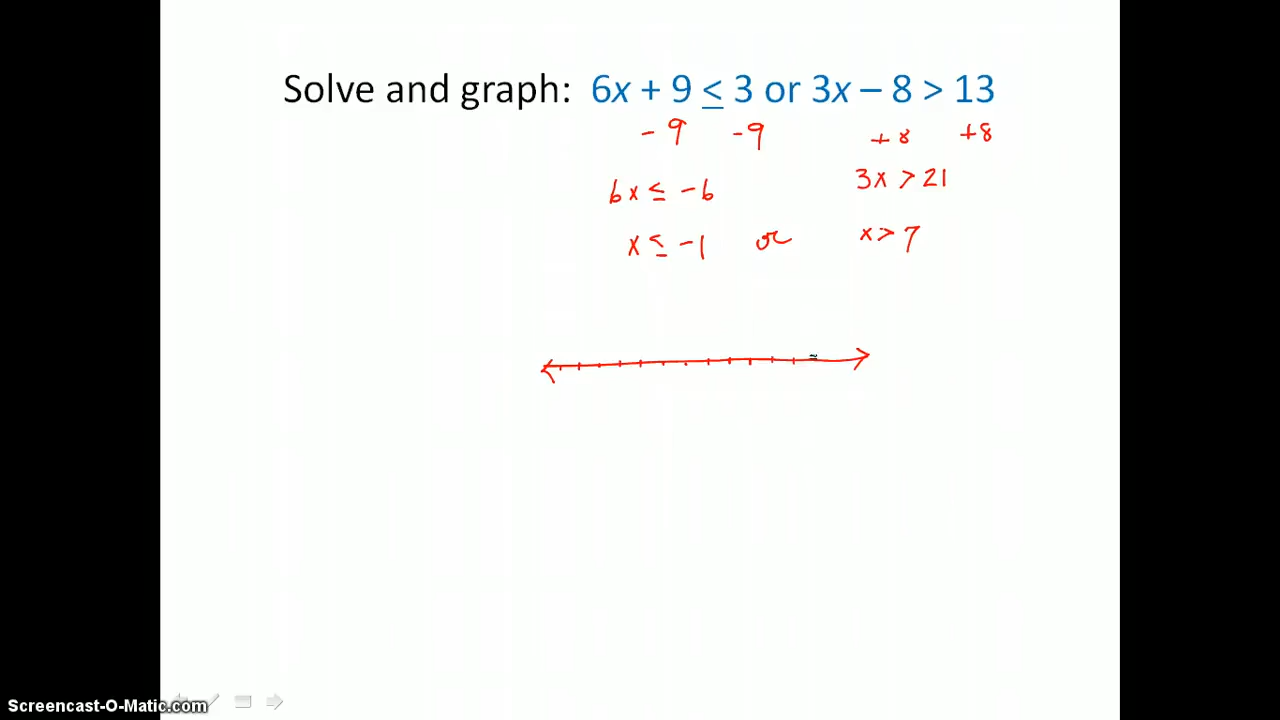 Solve and graph: 6x + 9 ≤ 3 or 3x – 8 > 13
- 9 -9 + 8 +8
6x ≤ -6 3x > 21
x ≤ -1 or x > 7
Screencast-O-Matic.com